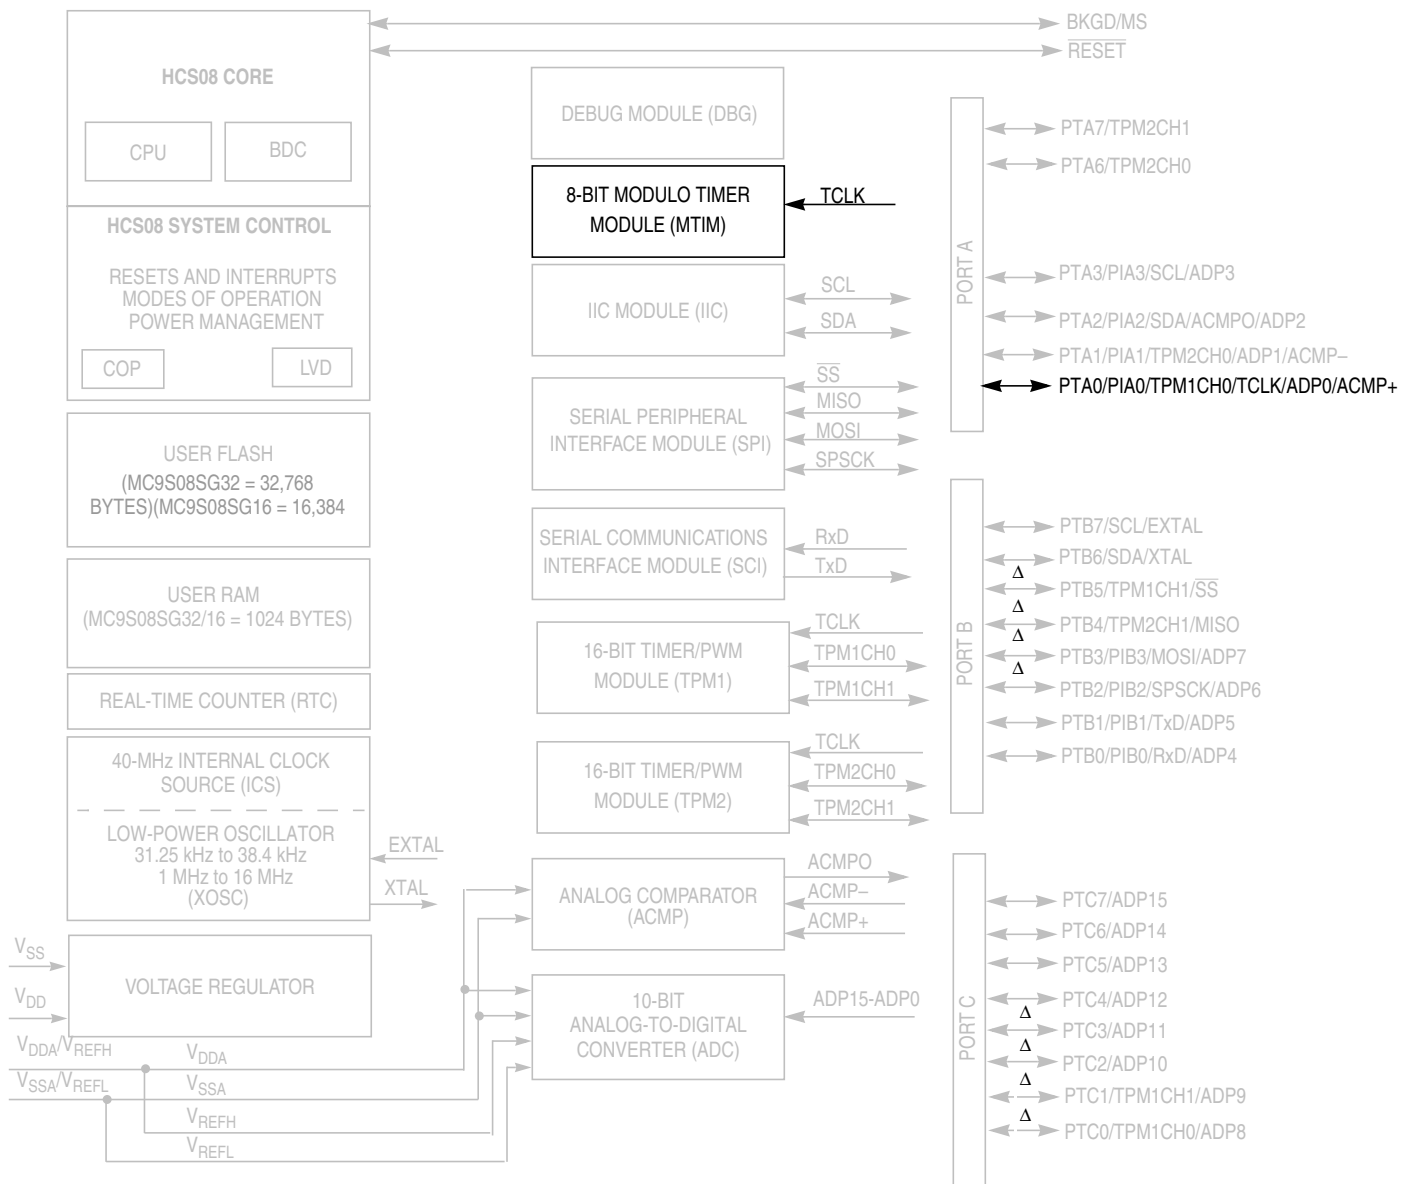 HCS08 CORE
CPU
BDC
HCS08 SYSTEM CONTROL
RESETS AND INTERRUPTS
MODES OF OPERATION
POWER MANAGEMENT
COP
LVD
USER FLASH
(MC9S08SG32 = 32,768
BYTES)(MC9S08SG16 = 16,384
USER RAM
(MC9S08SG32/16 = 1024 BYTES)
REAL-TIME COUNTER (RTC)
40-MHz INTERNAL CLOCK
SOURCE (ICS)
LOW-POWER OSCILLATOR
31.25 kHz to 38.4 kHz
1 MHz to 16 MHz
(XOSC)
EXTAL
XTAL
VSS
VDD
VOLTAGE REGULATOR
VDDA/VREFH
VSSA/VREFL
VDDA
VSSA
VREFH
VREFL
DEBUG MODULE (DBG)
8-BIT MODULO TIMER
MODULE (MTIM)
TCLK
IIC MODULE (IIC)
SCL
SDA
SERIAL PERIPHERAL
INTERFACE MODULE (SPI)
SS
MISO
MOSI
SPSCK
SERIAL COMMUNICATIONS
INTERFACE MODULE (SCI)
RxD
TxD
16-BIT TIMER/PWM
MODULE (TPM1)
TCLK
TPM1CH0
TPM1CH1
16-BIT TIMER/PWM
MODULE (TPM2)
TCLK
TPM2CH0
TPM2CH1
ANALOG COMPARATOR
(ACMP)
ACMPO
ACMP–
ACMP+
10-BIT
ANALOG-TO-DIGITAL
CONVERTER (ADC)
ADP15-ADP0
BKGD/MS
RESET
PORT A
PTA7/TPM2CH1
PTA6/TPM2CH0
PTA3/PIA3/SCL/ADP3
PTA2/PIA2/SDA/ACMPO/ADP2
PTA1/PIA1/TPM2CH0/ADP1/ACMP–
PTA0/PIA0/TPM1CH0/TCLK/ADP0/ACMP+
PORT B
PTB7/SCL/EXTAL
PTB6/SDA/XTAL
Δ
PTB5/TPM1CH1/SS
Δ
PTB4/TPM2CH1/MISO
Δ
PTB3/PIB3/MOSI/ADP7
Δ
PTB2/PIB2/SPSCK/ADP6
PTB1/PIB1/TxD/ADP5
PTB0/PIB0/RxD/ADP4
PORT C
PTC7/ADP15
PTC6/ADP14
PTC5/ADP13
PTC4/ADP12
Δ
PTC3/ADP11
Δ
PTC2/ADP10
Δ
PTC1/TPM1CH1/ADP9
Δ
PTC0/TPM1CH0/ADP8